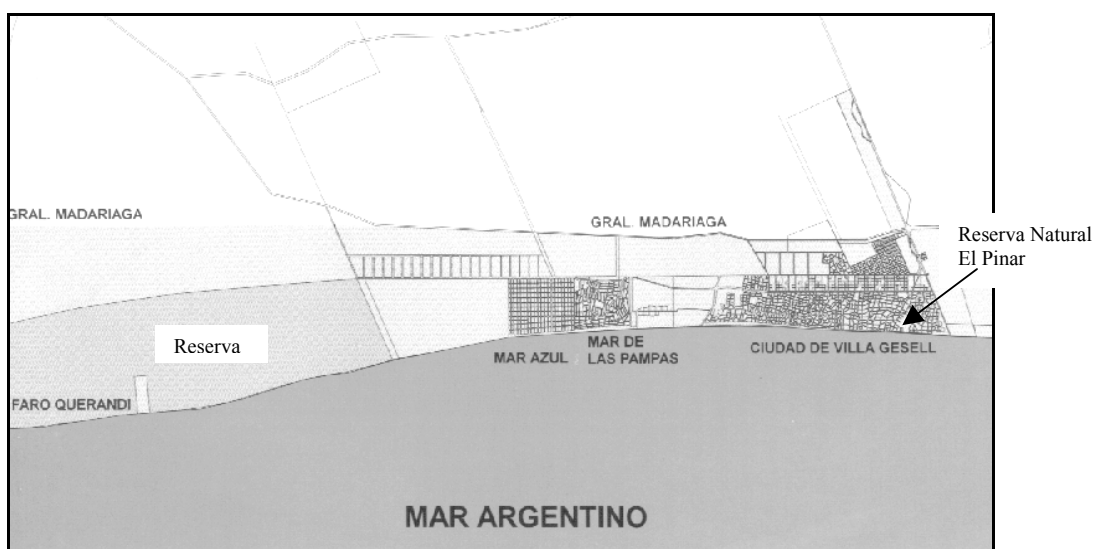 GRAL. MADARIAGA
GRAL. MADARIAGA
Reserva Natural
El Pinar
Reserva
MAR AZUL
MAR DE
LAS PAMPAS
CIUDAD DE VILLA GESELL
FARO QUERANDI
MAR ARGENTINO